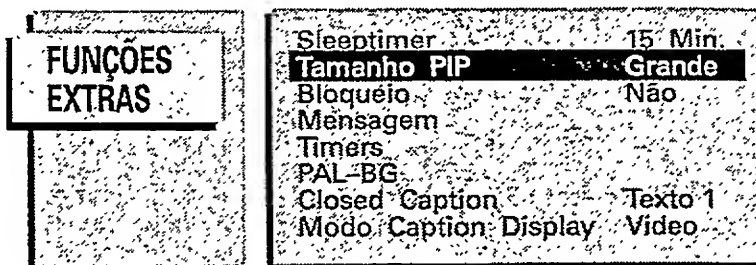 FUNÇÕES
EXTRAS
Sleeptimer 15 Min.
Tamanho PIP Grande
Bloqueio Não
Mensagem
Timers
PAL-BG
Closed Caption Texto 1
Modo Caption Display Video